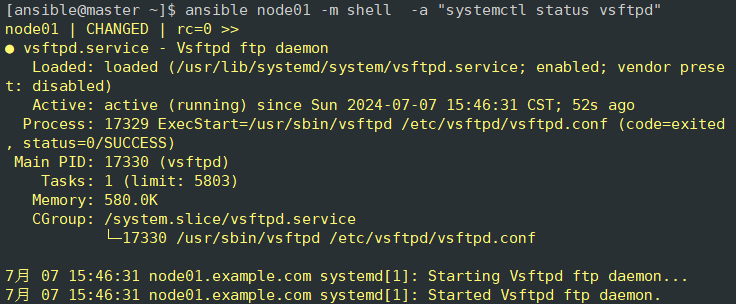 [ansible@master ~]$ ansible node01 -m shell  -a "systemctl status vsftpd"
node01 | CHANGED | rc=0 >>
● vsftpd.service - Vsftpd ftp daemon
   Loaded: loaded (/usr/lib/systemd/system/vsftpd.service; enabled; vendor prese
t: disabled)
   Active: active (running) since Sun 2024-07-07 15:46:31 CST; 52s ago
  Process: 17329 ExecStart=/usr/sbin/vsftpd /etc/vsftpd/vsftpd.conf (code=exited
, status=0/SUCCESS)
 Main PID: 17330 (vsftpd)
    Tasks: 1 (limit: 5803)
   Memory: 580.0K
   CGroup: /system.slice/vsftpd.service
           └─17330 /usr/sbin/vsftpd /etc/vsftpd/vsftpd.conf

7月 07 15:46:31 node01.example.com systemd[1]: Starting Vsftpd ftp daemon...
7月 07 15:46:31 node01.example.com systemd[1]: Started Vsftpd ftp daemon.